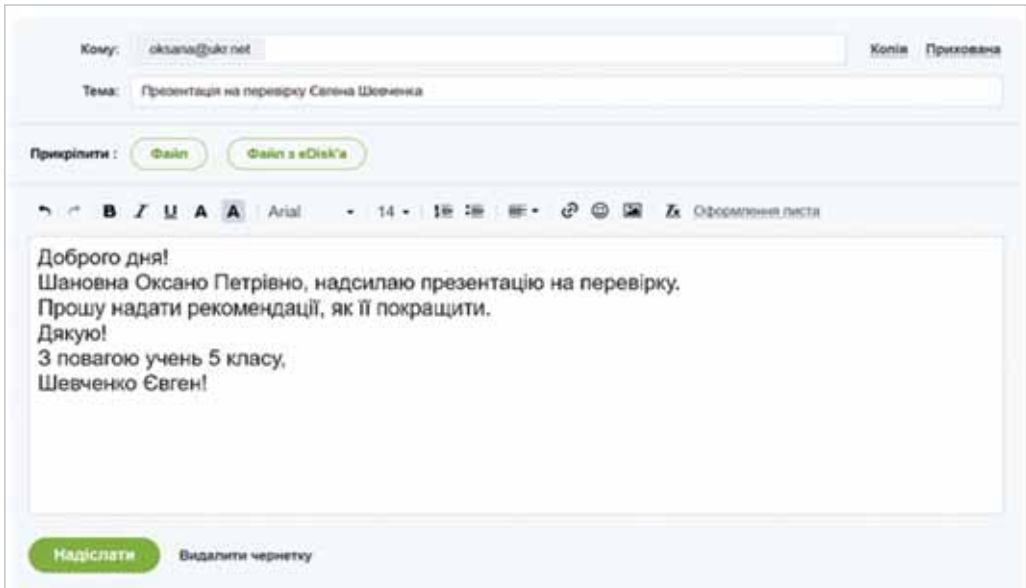 Кому: oksana@ukr.net Копія Прихована
Тема: Презентація на перевірку Євгена Шевченка
Прикріпити : Файл Файл з eDisk'a
B I U A A Arial 14 Оформлення листа
Доброго дня!
Шановна Оксано Петрівно, надсилаю презентацію на перевірку.
Прошу надати рекомендації, як її покращити.
Дякую!
З повагою учень 5 класу,
Шевченко Євген!
Надіслати Видалити чернетку